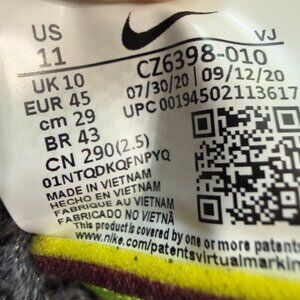 US VJ
11 CZ6398-010
UK 10 07/30/20 | 09/12/20
EUR 45 UPC 00194502113617
cm 29
BR 43
CN 290(2.5)
01NTQDKQFNPYQ
MADE IN VIETNAM
HECHO EN VIETNAM
FABRIQUE AU VIETNAM
FABRICADO NO VIETNÃ
This product is covered by one or more patents
www.nike.com/patentsvirtualmarkin